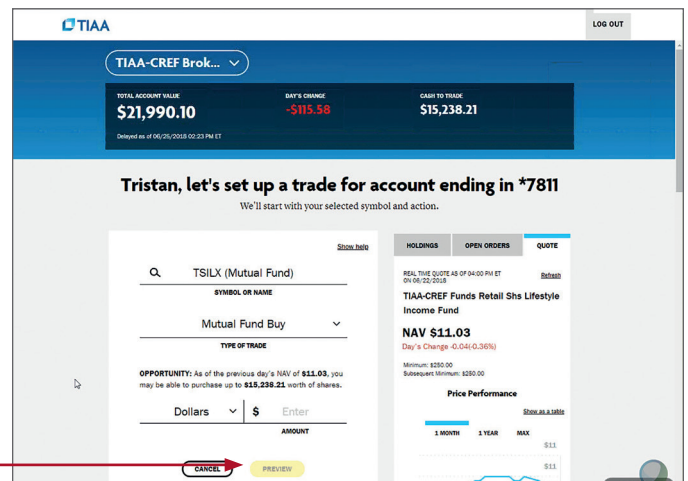 TIAA
LOG OUT
TIAA-CREF Brok...
TOTAL ACCOUNT VALUE
$21,990.10
Delayed as of 06/25/2018 02:23 PM ET
DAY'S CHANGE
-$115.58
CASH TO TRADE
$15,238.21
Tristan, let's set up a trade for account ending in *7811
We'll start with your selected symbol and action.
Show help
TSILX (Mutual Fund)
SYMBOL OR NAME
Mutual Fund Buy
TYPE OF TRADE
OPPORTUNITY: As of the previous day's NAV of $11.03, you
may be able to purchase up to $15,238.21 worth of shares.
Dollars $ Enter
AMOUNT
CANCEL PREVIEW
HOLDINGS OPEN ORDERS QUOTE
REAL TIME QUOTE AS OF 04:00 PM ET
ON 06/22/2018
Refresh
TIAA-CREF Funds Retail Shs Lifestyle
Income Fund
NAV $11.03
Day's Change -0.04(-0.36%)
Minimum: $250.00
Subsequent Minimum: $250.00
Price Performance
Show as a table
1 MONTH 1 YEAR MAX
$11
$11